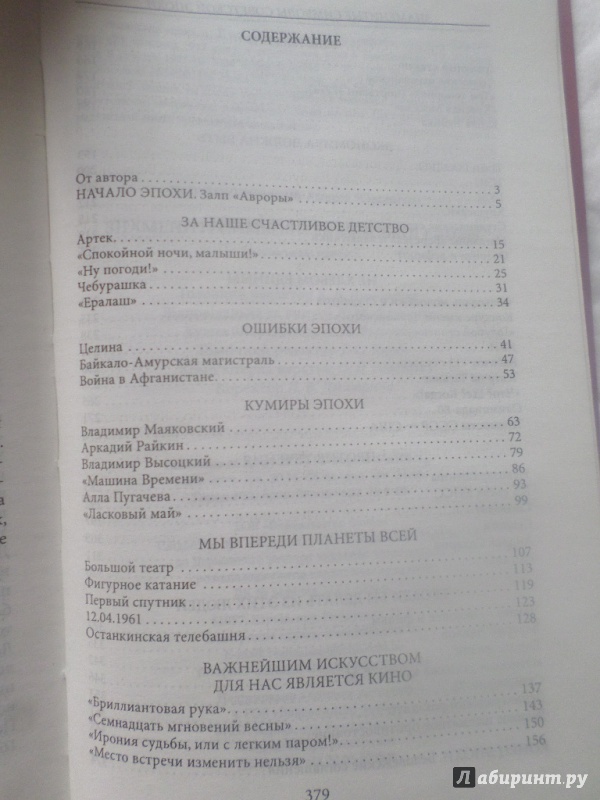 СОДЕРЖАНИЕ
От автора 3
НАЧАЛО ЭПОХИ. Залп «Авроры» 5
ЗА НАШЕ СЧАСТЛИВОЕ ДЕТСТВО
Артек. 15
«Спокойной ночи, малыши!» 21
«Ну погоди!» 25
Чебурашка 31
«Ералаш» 34
ОШИБКИ ЭПОХИ
Целина 41
Байкало-Амурская магистраль 47
Война в Афганистане. 53
КУМИРЫ ЭПОХИ
Владимир Маяковский 63
Аркадий Райкин 72
Владимир Высоцкий 79
«Машина Времени» 86
Алла Пугачева 93
«Ласковый май» 99
МЫ ВПЕРЕДИ ПЛАНЕТЫ ВСЕЙ
Большой театр 107
Фигурное катание 113
Первый спутник 119
12.04.1961 123
Останкинская телебашня 128
ВАЖНЕЙШИМ ИСКУССТВОМ
ДЛЯ НАС ЯВЛЯЕТСЯ КИНО
«Бриллиантовая рука» 137
«Семнадцать мгновений весны» 143
«Ирония судьбы, или с легким паром!» 150
«Место встречи изменить нельзя» 156
379
Лабиринт.ру